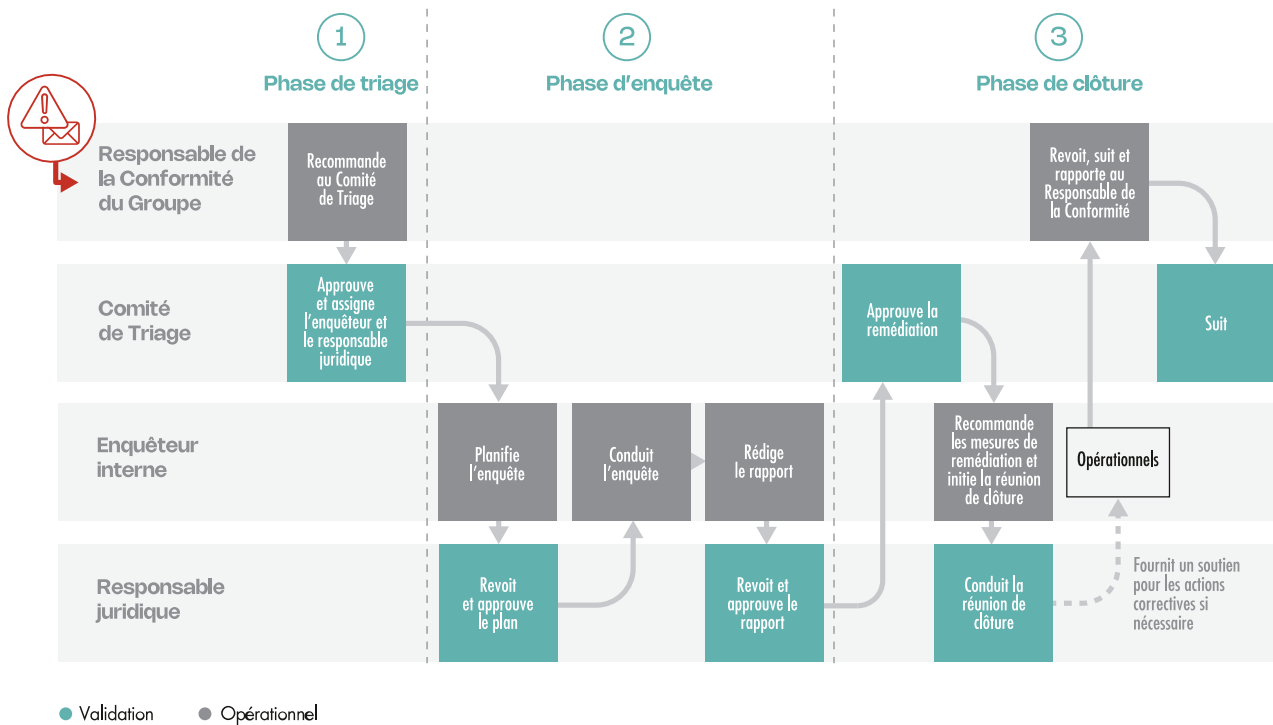 1
Phase de triage
2
Phase d'enquête
3
Phase de clôture
Responsable de
la Conformité
du Groupe
Recommande
au Comité
de Triage
Revoit, suit et
rapporte au
Responsable de
la Conformité
Comité
de Triage
Approuve
et assigne
l'enquêteur et
le responsable
juridique
Approuve la
remédiation
Suit
Enquêteur
interne
Planifie
l'enquête
Conduit
l'enquête
Rédige
le rapport
Recommande
les mesures de
remédiation et
initie la réunion
de clôture
Opérationnels
Responsable
juridique
Revoit
et approuve
le plan
Revoit et
approuve le
rapport
Conduit la
réunion de
clôture
Fournit un soutien
pour les actions
correctives si
nécessaire
Validation
Opérationnel